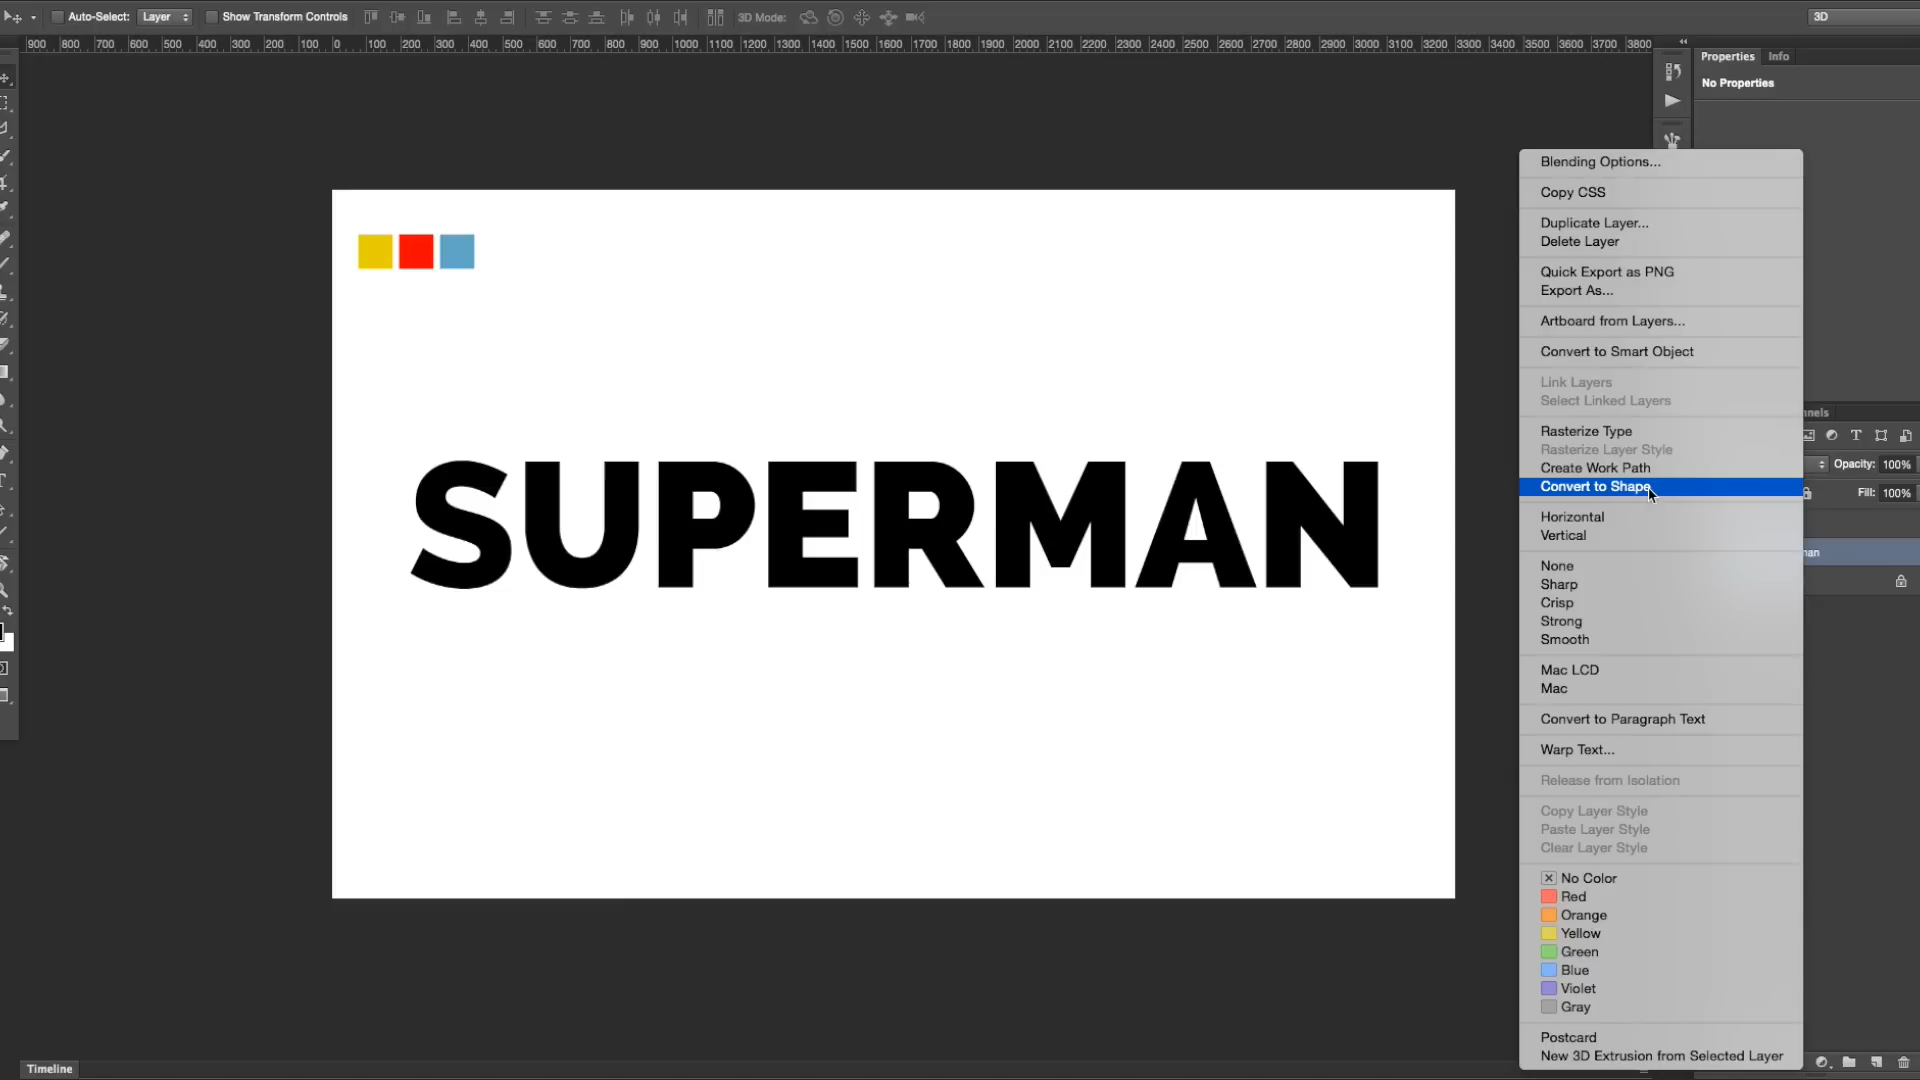 Auto-Select: Layer Show Transform Controls 3D Mode: 3D
900 800 700 600 500 400 300 200 100 0 100 200 300 400 500 600 700 800 900 1000 1100 1200 1300 1400 1500 1600 1700 1800 1900 2000 2100 2200 2300 2400 2500 2600 2700 2800 2900 3000 3100 3200 3300 3400 3500 3600 3700 3800
Properties Info
No Properties
SUPERMAN
Blending Options...
Copy CSS
Duplicate Layer...
Delete Layer
Quick Export as PNG
Export As...
Artboard from Layers...
Convert to Smart Object
Link Layers
Select Linked Layers
Rasterize Type
Rasterize Layer Style
Create Work Path
Convert to Shape
Horizontal
Vertical
None
Sharp
Crisp
Strong
Smooth
Mac LCD
Mac
Convert to Paragraph Text
Warp Text...
Release from Isolation
Copy Layer Style
Paste Layer Style
Clear Layer Style
No Color
Red
Orange
Yellow
Green
Blue
Violet
Gray
Postcard
New 3D Extrusion from Selected Layer
nnels
Opacity: 100%
Fill: 100%
man
Timeline